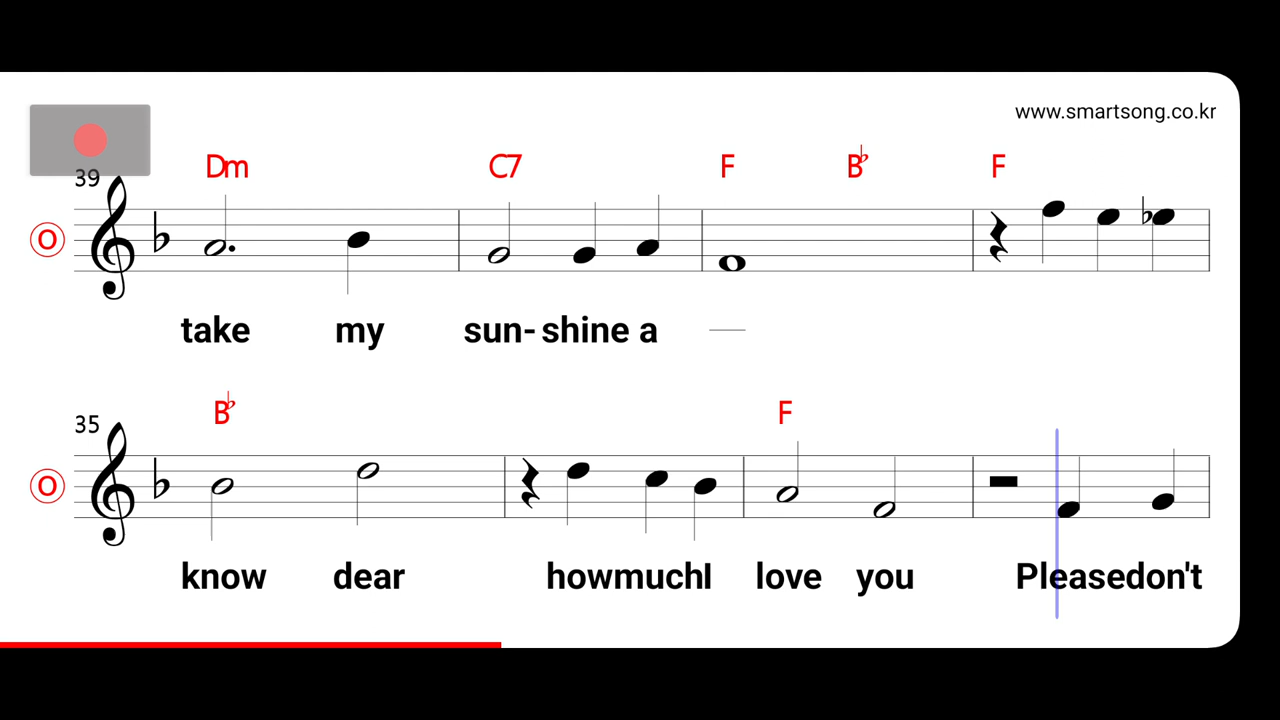 www.smartsong.co.kr
Dm C7 F B♭ F
39
O
take my sun- shine a —
B♭ F
35
O
know dear howmuchI love you Pleasedon't